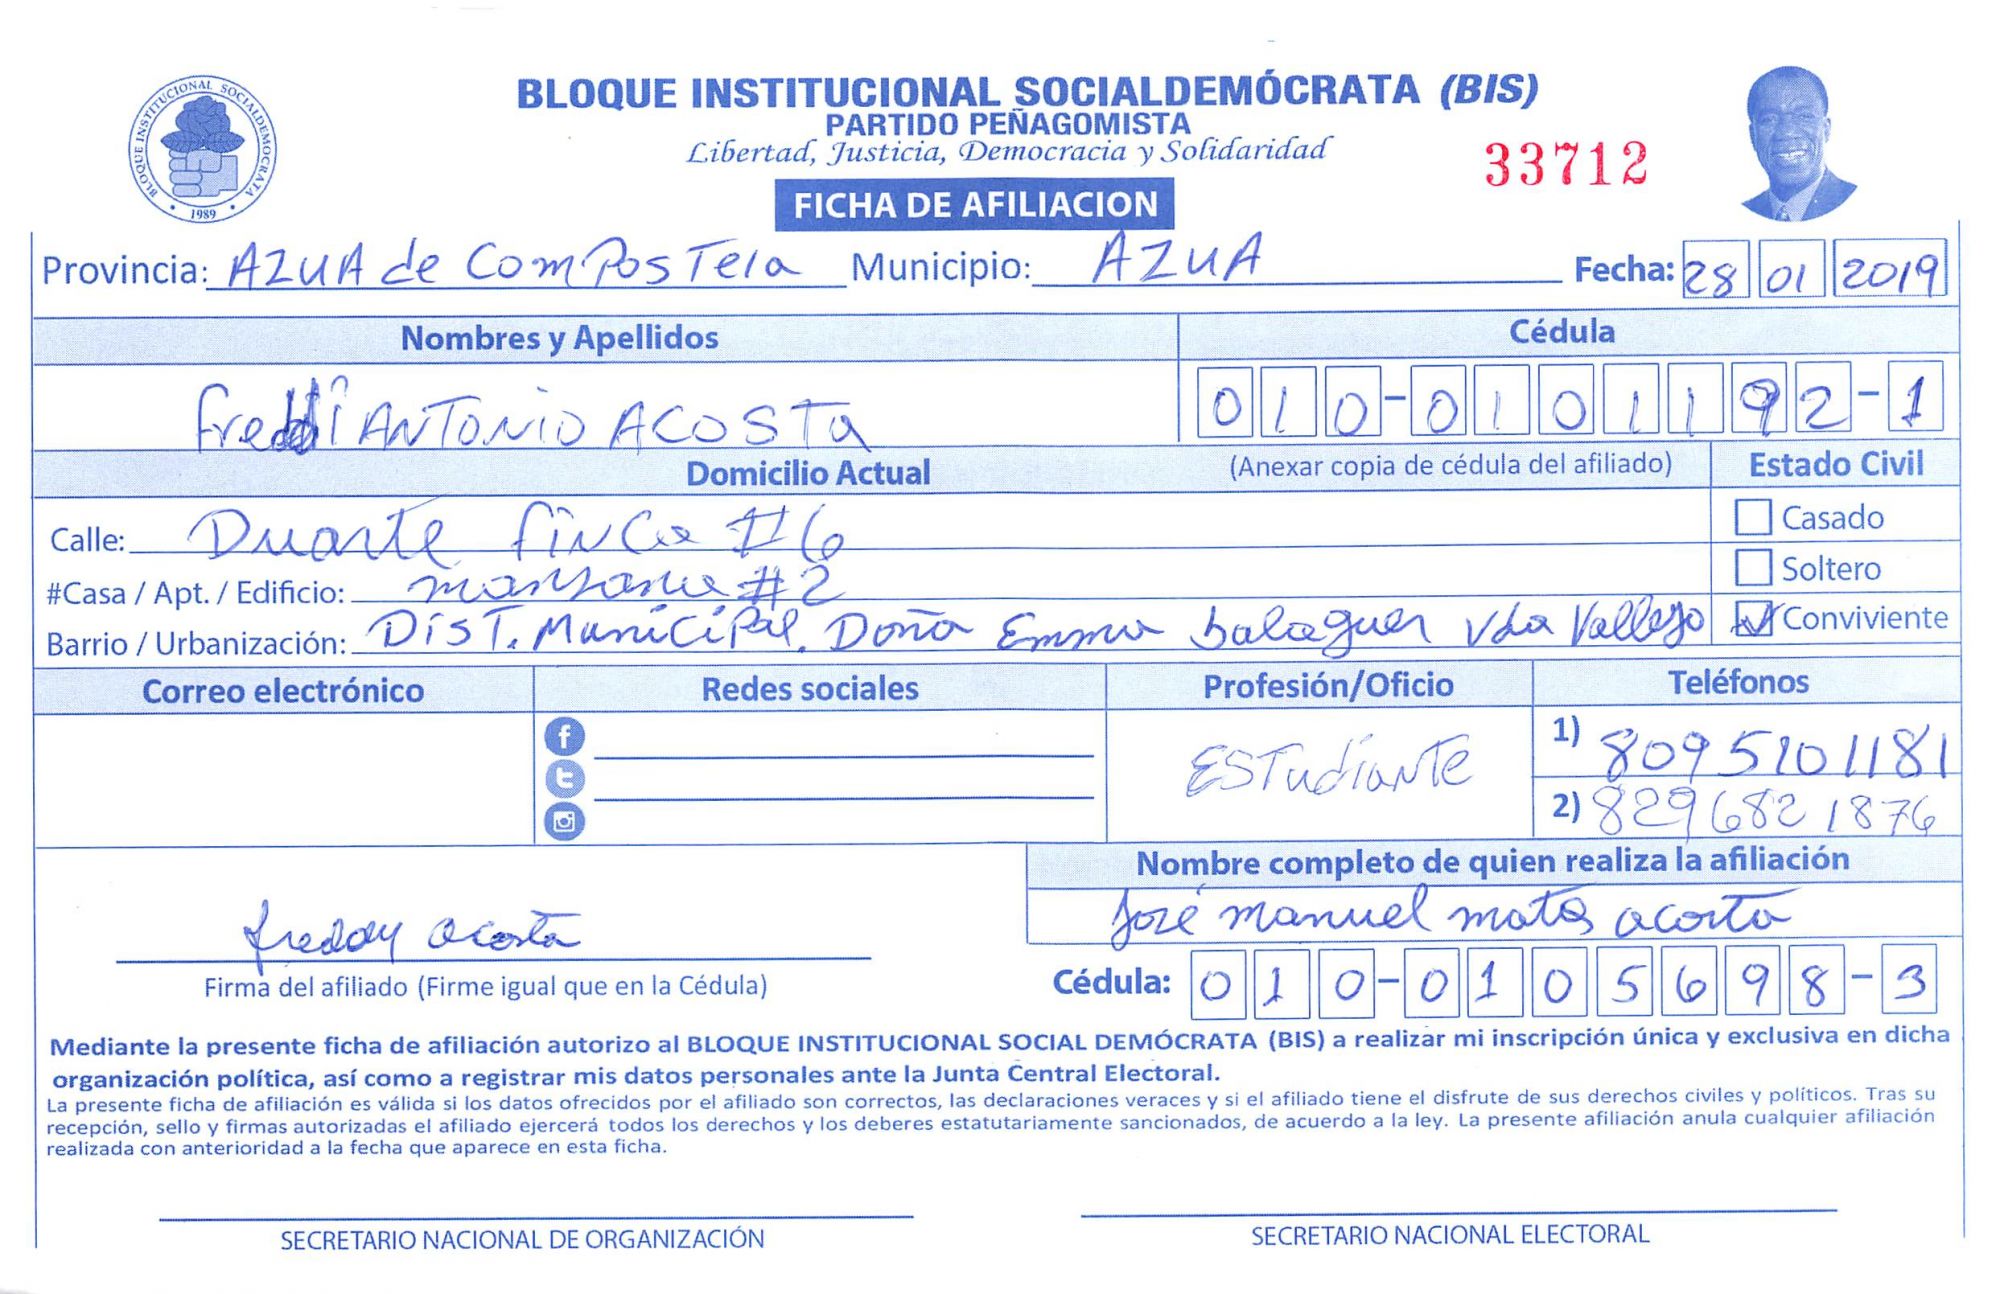 BLOQUE INSTITUCIONAL SOCIALDEMOCRATA
1989
BLOQUE INSTITUCIONAL SOCIALDEMÓCRATA (BIS)
PARTIDO PEÑAGOMISTA
Libertad, Justicia, Democracia y Solidaridad
33712
FICHA DE AFILIACION
Provincia: AZUA de ComPosTela Municipio: AZUA Fecha: 28 01 2019
Nombres y Apellidos Cédula
Freddi ANTONIO ACOSTa 010-0101192-1
Domicilio Actual (Anexar copia de cédula del afiliado) Estado Civil
Calle: Duarte finca #6 Casado
#Casa / Apt. / Edificio: manzana #2 Soltero
Barrio / Urbanización: DisT. Municipal. Doña Emma balaguer Vda Vallejo Conviviente
Correo electrónico Redes sociales Profesión/Oficio Teléfonos
ESTudiante 1) 8095101181
2) 8296821876
Nombre completo de quien realiza la afiliación
freddy acosta José manuel matos acosta
Firma del afiliado (Firme igual que en la Cédula) Cédula: 010-0105698-3
Mediante la presente ficha de afiliación autorizo al BLOQUE INSTITUCIONAL SOCIAL DEMÓCRATA (BIS) a realizar mi inscripción única y exclusiva en dicha
organización política, así como a registrar mis datos personales ante la Junta Central Electoral.
La presente ficha de afiliación es válida si los datos ofrecidos por el afiliado son correctos, las declaraciones veraces y si el afiliado tiene el disfrute de sus derechos civiles y políticos. Tras su
recepción, sello y firmas autorizadas el afiliado ejercerá todos los derechos y los deberes estatutariamente sancionados, de acuerdo a la ley. La presente afiliación anula cualquier afiliación
realizada con anterioridad a la fecha que aparece en esta ficha.
SECRETARIO NACIONAL DE ORGANIZACIÓN SECRETARIO NACIONAL ELECTORAL